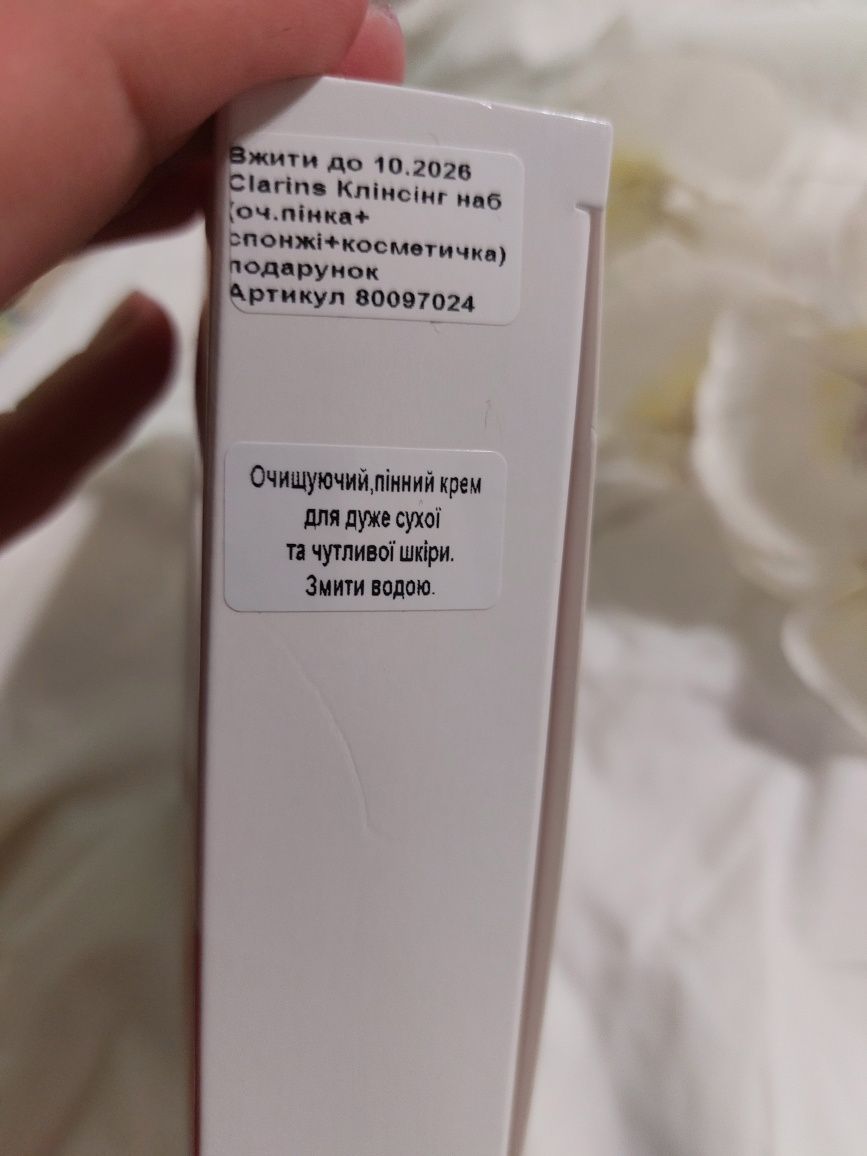 Вжити до 10.2026
Clarins Клінсінг наб
(оч.пінка+
спонжі+косметичка)
подарунок
Артикул 80097024
Очищуючий,пінний крем
для дуже сухої
та чутливої шкіри.
Змити водою.